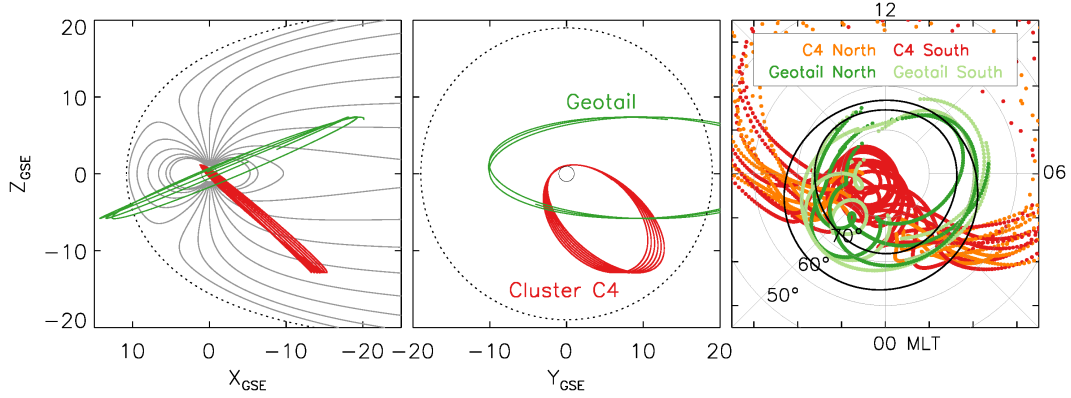 20
10
0
−10
−20
Z_GSE
10 0 −10 −20
X_GSE
Geotail
Cluster C4
−20 −10 0 10 20
Y_GSE
12
C4 North C4 South
Geotail North Geotail South
06
70°
60°
50°
00 MLT